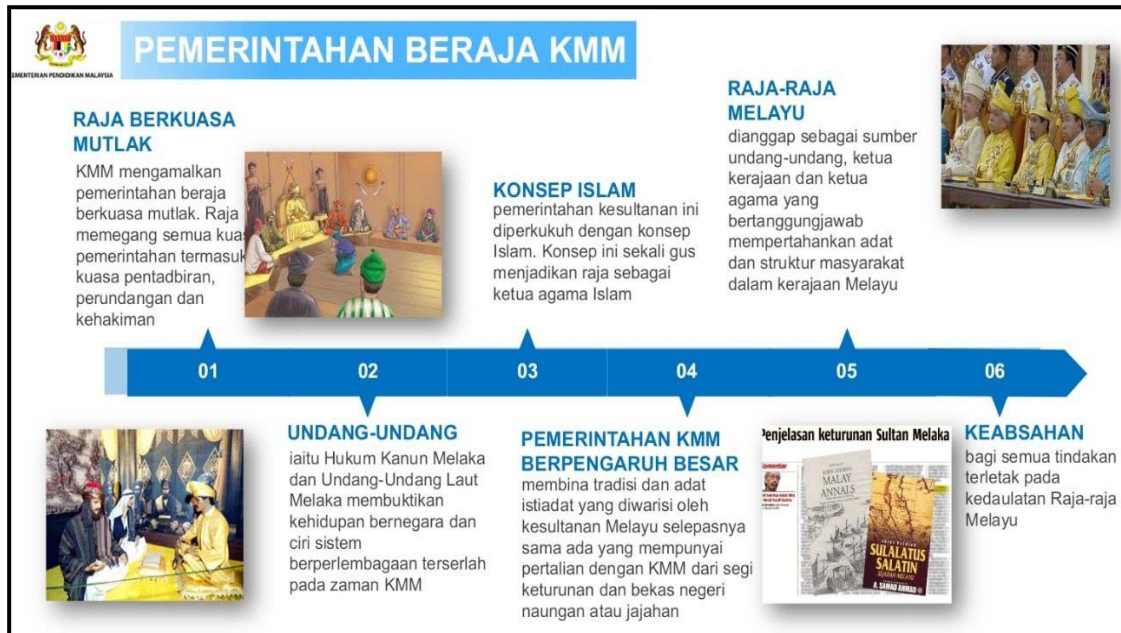 PEMERINTAHAN BERAJA KMM
KEMENTERIAN PENDIDIKAN MALAYSIA
RAJA BERKUASA
MUTLAK
KMM mengamalkan
pemerintahan beraja
berkuasa mutlak. Raja
memegang semua
pemerintahan termasuk
kuasa pentadbiran,
perundangan dan
kehakiman
KONSEP ISLAM
pemerintahan kesultanan ini
diperkukuh dengan konsep
Islam. Konsep ini sekali gus
menjadikan raja sebagai
ketua agama Islam
RAJA-RAJA
MELAYU
dianggap sebagai sumber
undang-undang, ketua
kerajaan dan ketua
agama yang
bertanggungjawab
mempertahankan adat
dan struktur masyarakat
dalam kerajaan Melayu
01
02
03
04
05
06
UNDANG-UNDANG
iaitu Hukum Kanun Melaka
dan Undang-Undang Laut
Melaka membuktikan
kehidupan bernegara dan
ciri sistem
berperlembagaan terserlah
pada zaman KMM
PEMERINTAHAN KMM
BERPENGARUH BESAR
membina tradisi dan adat
istiadat yang diwarisi oleh
kesultanan Melayu selepasnya
sama ada yang mempunyai
pertalian dengan KMM dari segi
keturunan dan bekas negeri
naungan atau jajahan
Penjelasan keturunan Sultan Melaka
MALAY
ANNALS
SULALATUS
SALATIN
SEJARAH MELAYU
A. SAMAD AHMAD
KEABSAHAN
bagi semua tindakan
terletak pada
kedaulatan Raja-raja
Melayu